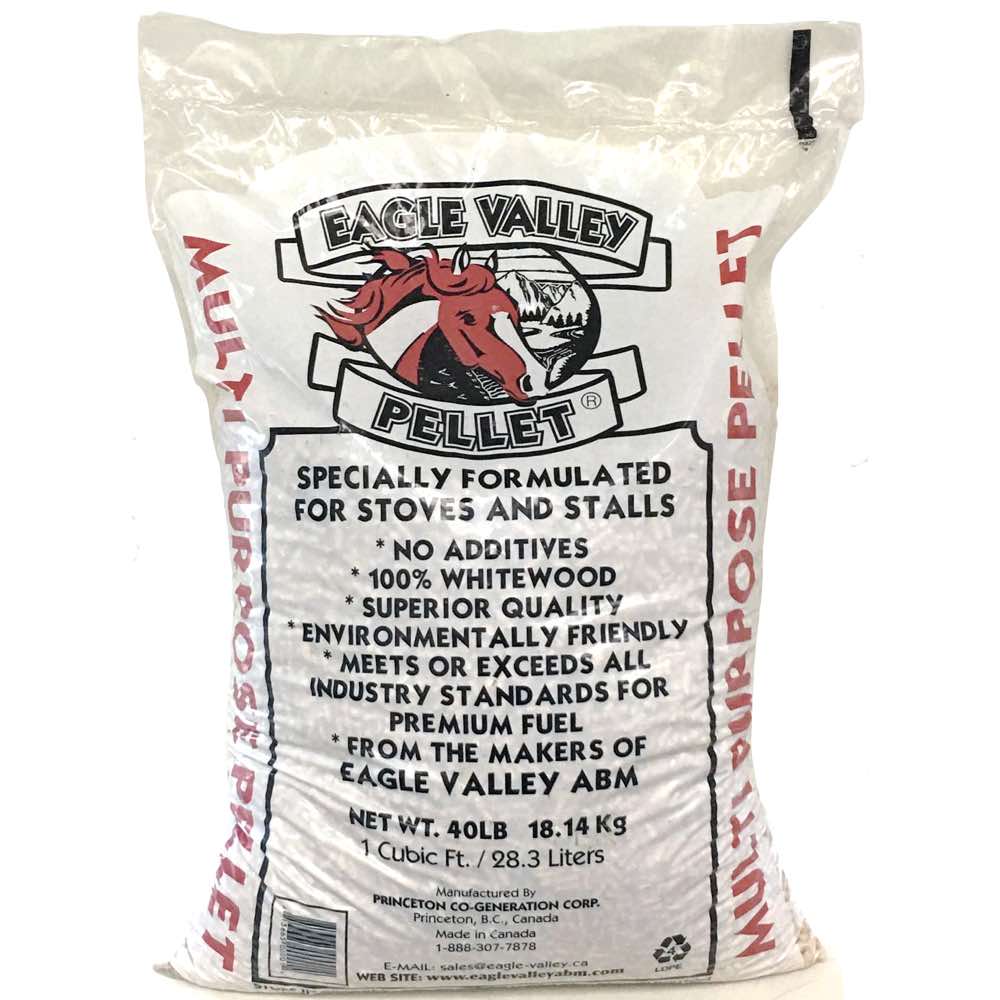 EAGLE VALLEY
PELLET ®
MULTI PURPOSE PELLET
MULTI PURPOSE PELLET
SPECIALLY FORMULATED
FOR STOVES AND STALLS
* NO ADDITIVES
* 100% WHITEWOOD
* SUPERIOR QUALITY
* ENVIRONMENTALLY FRIENDLY
* MEETS OR EXCEEDS ALL
INDUSTRY STANDARDS FOR
PREMIUM FUEL
* FROM THE MAKERS OF
EAGLE VALLEY ABM
NET WT. 40LB 18.14 Kg
1 Cubic Ft. / 28.3 Liters
Manufactured By
PRINCETON CO-GENERATION CORP.
Princeton, B.C., Canada
Made in Canada
1-888-307-7878
E-MAIL: sales@eagle-valley.ca
WEB SITE: www.eaglevalleyabm.com
4
LDPE